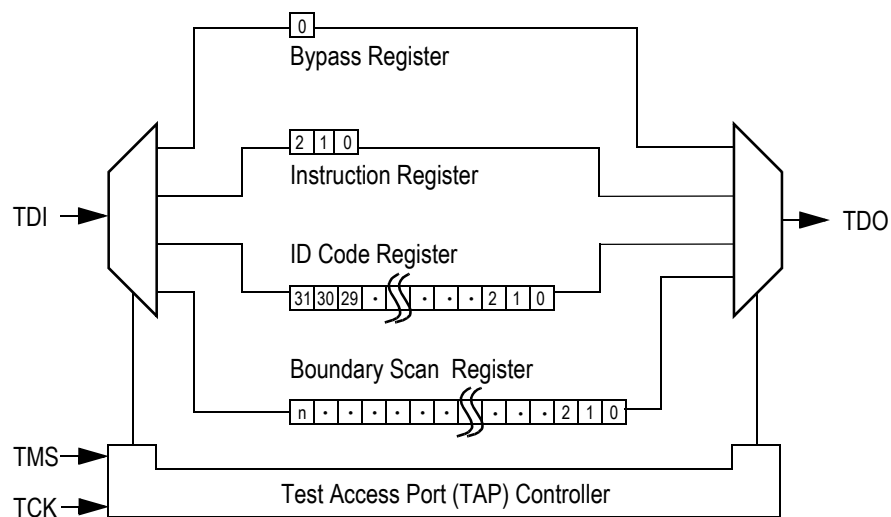 0
Bypass Register
2 1 0
Instruction Register
TDI
TDO
ID Code Register
31 30 29 · · · · 2 1 0
Boundary Scan Register
n · · · · · · · · · 2 1 0
TMS
Test Access Port (TAP) Controller
TCK